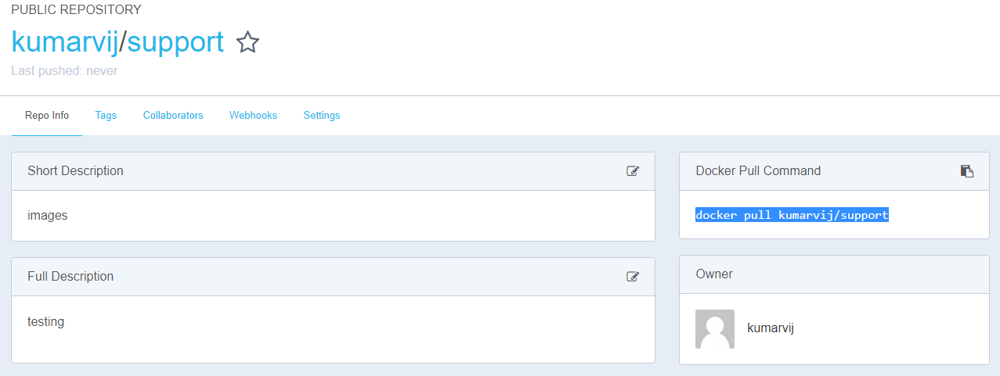 PUBLIC REPOSITORY
kumarvij/support
Last pushed: never
Repo Info Tags Collaborators Webhooks Settings
Short Description
images
Full Description
testing
Docker Pull Command
docker pull kumarvij/support
Owner
kumarvij